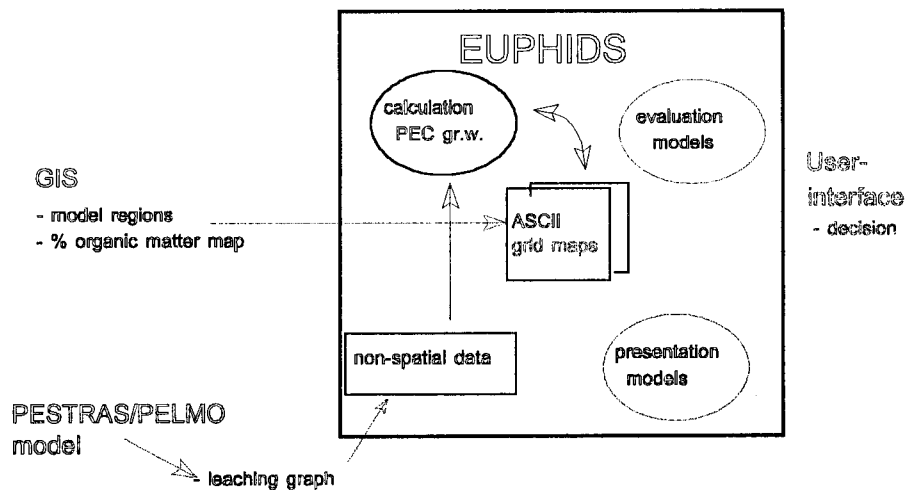 EUPHIDS
calculation
PEC gr.w.
evaluation
models
GIS
- model regions
- % organic matter map
ASCII
grid maps
User-
interface
- decision
non-spatial data
presentation
models
PESTRAS/PELMO
model
- leaching graph